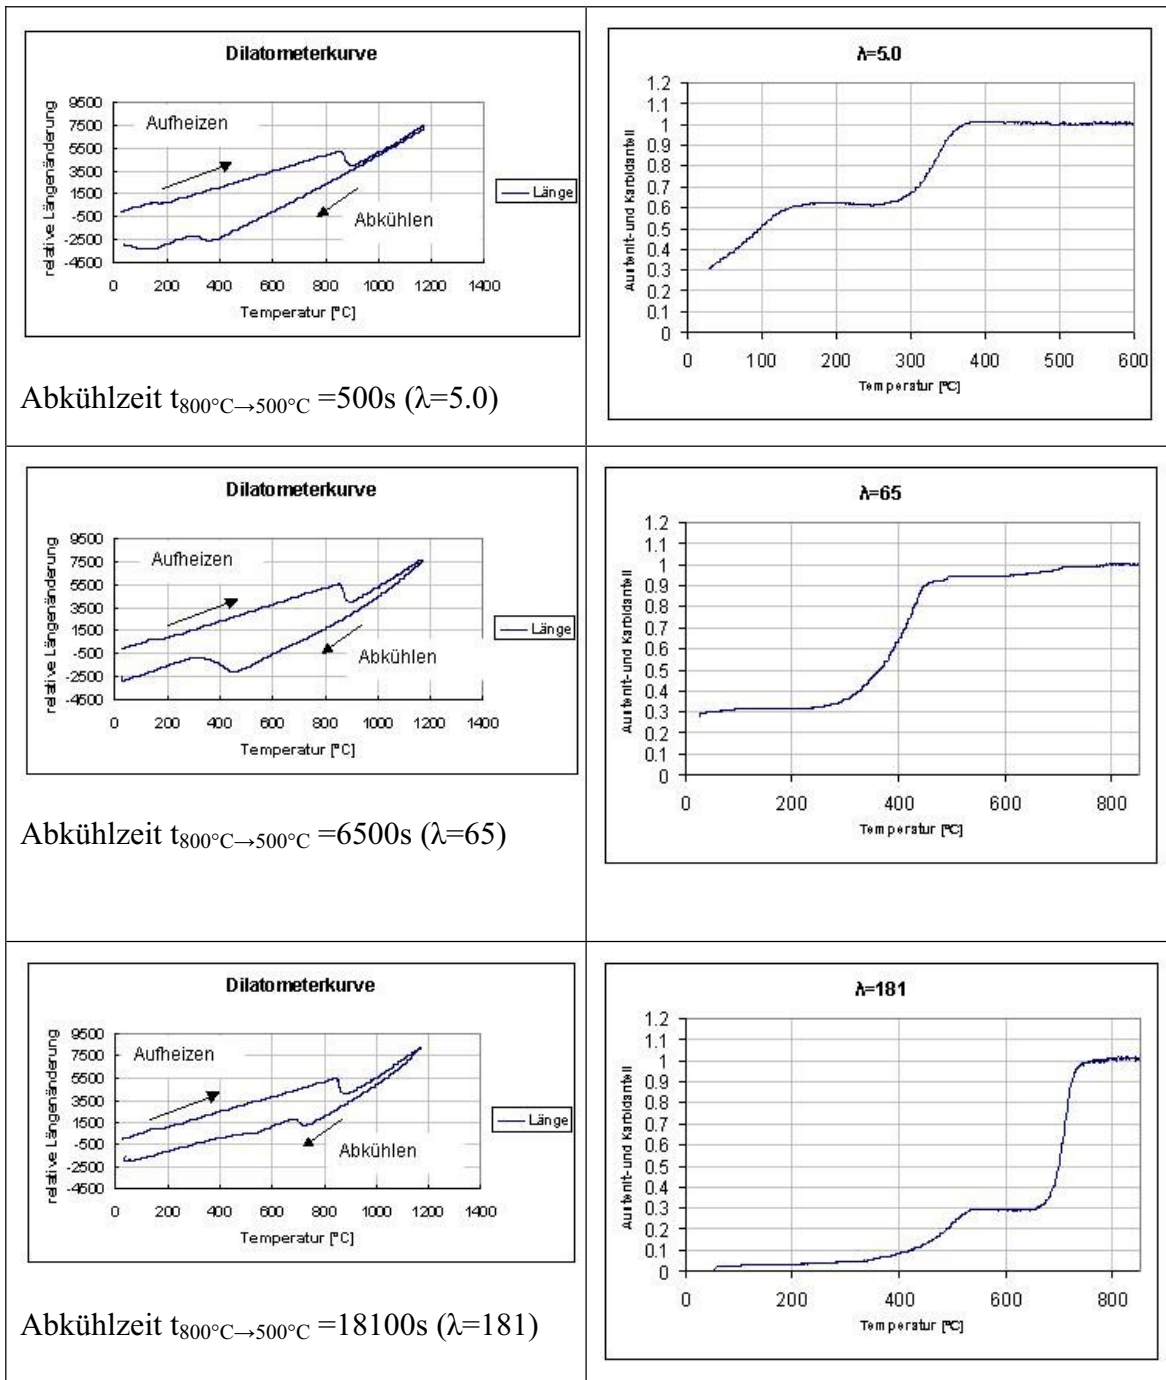 Dilatometerkurve
relative Längenänderung
9500
7500
5500
3500
1500
-500
-2500
-4500
Aufheizen
Abkühlen
Länge
0 200 400 600 800 1000 1200 1400
Temperatur [°C]
Abkühlzeit t800°C→500°C =500s (λ=5.0)
λ=5.0
Austenit-und Karbidanteil
1.2
1.1
1
0.9
0.8
0.7
0.6
0.5
0.4
0.3
0.2
0.1
0
0 100 200 300 400 500 600
Temperatur [°C]
Dilatometerkurve
relative Längenänderung
9500
7500
5500
3500
1500
-500
-2500
-4500
Aufheizen
Abkühlen
Länge
0 200 400 600 800 1000 1200 1400
Temperatur [°C]
Abkühlzeit t800°C→500°C =6500s (λ=65)
λ=65
Austenit-und Karbidanteil
1.2
1.1
1
0.9
0.8
0.7
0.6
0.5
0.4
0.3
0.2
0.1
0
0 200 400 600 800
Temperatur [°C]
Dilatometerkurve
relative Längenänderung
9500
7500
5500
3500
1500
-500
-2500
-4500
Aufheizen
Abkühlen
Länge
0 200 400 600 800 1000 1200 1400
Temperatur [°C]
Abkühlzeit t800°C→500°C =18100s (λ=181)
λ=181
Austenit-und Karbidanteil
1.2
1.1
1
0.9
0.8
0.7
0.6
0.5
0.4
0.3
0.2
0.1
0
0 200 400 600 800
Temperatur [°C]